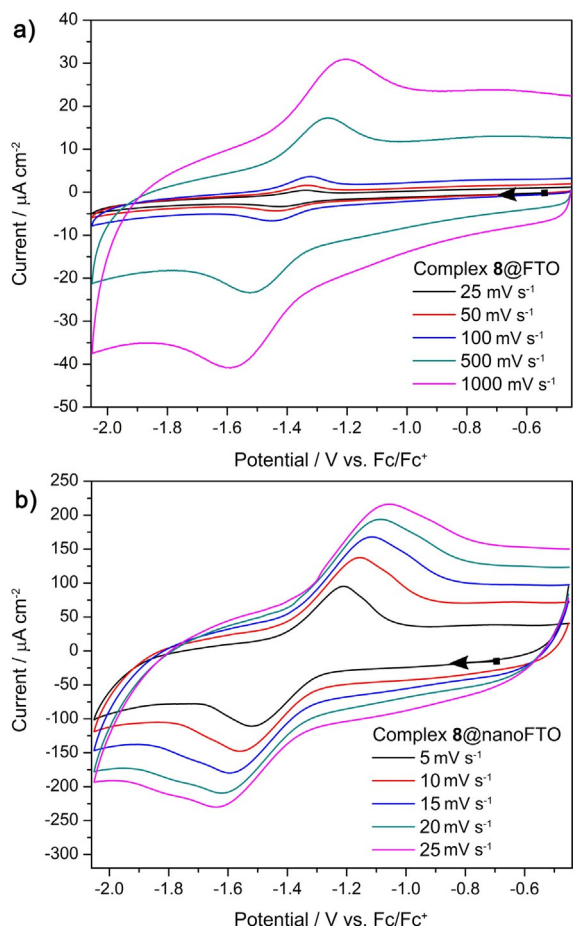 a)
40
30
20
10
0
-10
-20
-30
-40
-50
Current / µA cm⁻²
Complex 8@FTO
25 mV s⁻¹
50 mV s⁻¹
100 mV s⁻¹
500 mV s⁻¹
1000 mV s⁻¹
-2.0 -1.8 -1.6 -1.4 -1.2 -1.0 -0.8 -0.6
Potential / V vs. Fc/Fc⁺
b)
250
200
150
100
50
0
-50
-100
-150
-200
-250
-300
Current / µA cm⁻²
Complex 8@nanoFTO
5 mV s⁻¹
10 mV s⁻¹
15 mV s⁻¹
20 mV s⁻¹
25 mV s⁻¹
-2.0 -1.8 -1.6 -1.4 -1.2 -1.0 -0.8 -0.6
Potential / V vs. Fc/Fc⁺